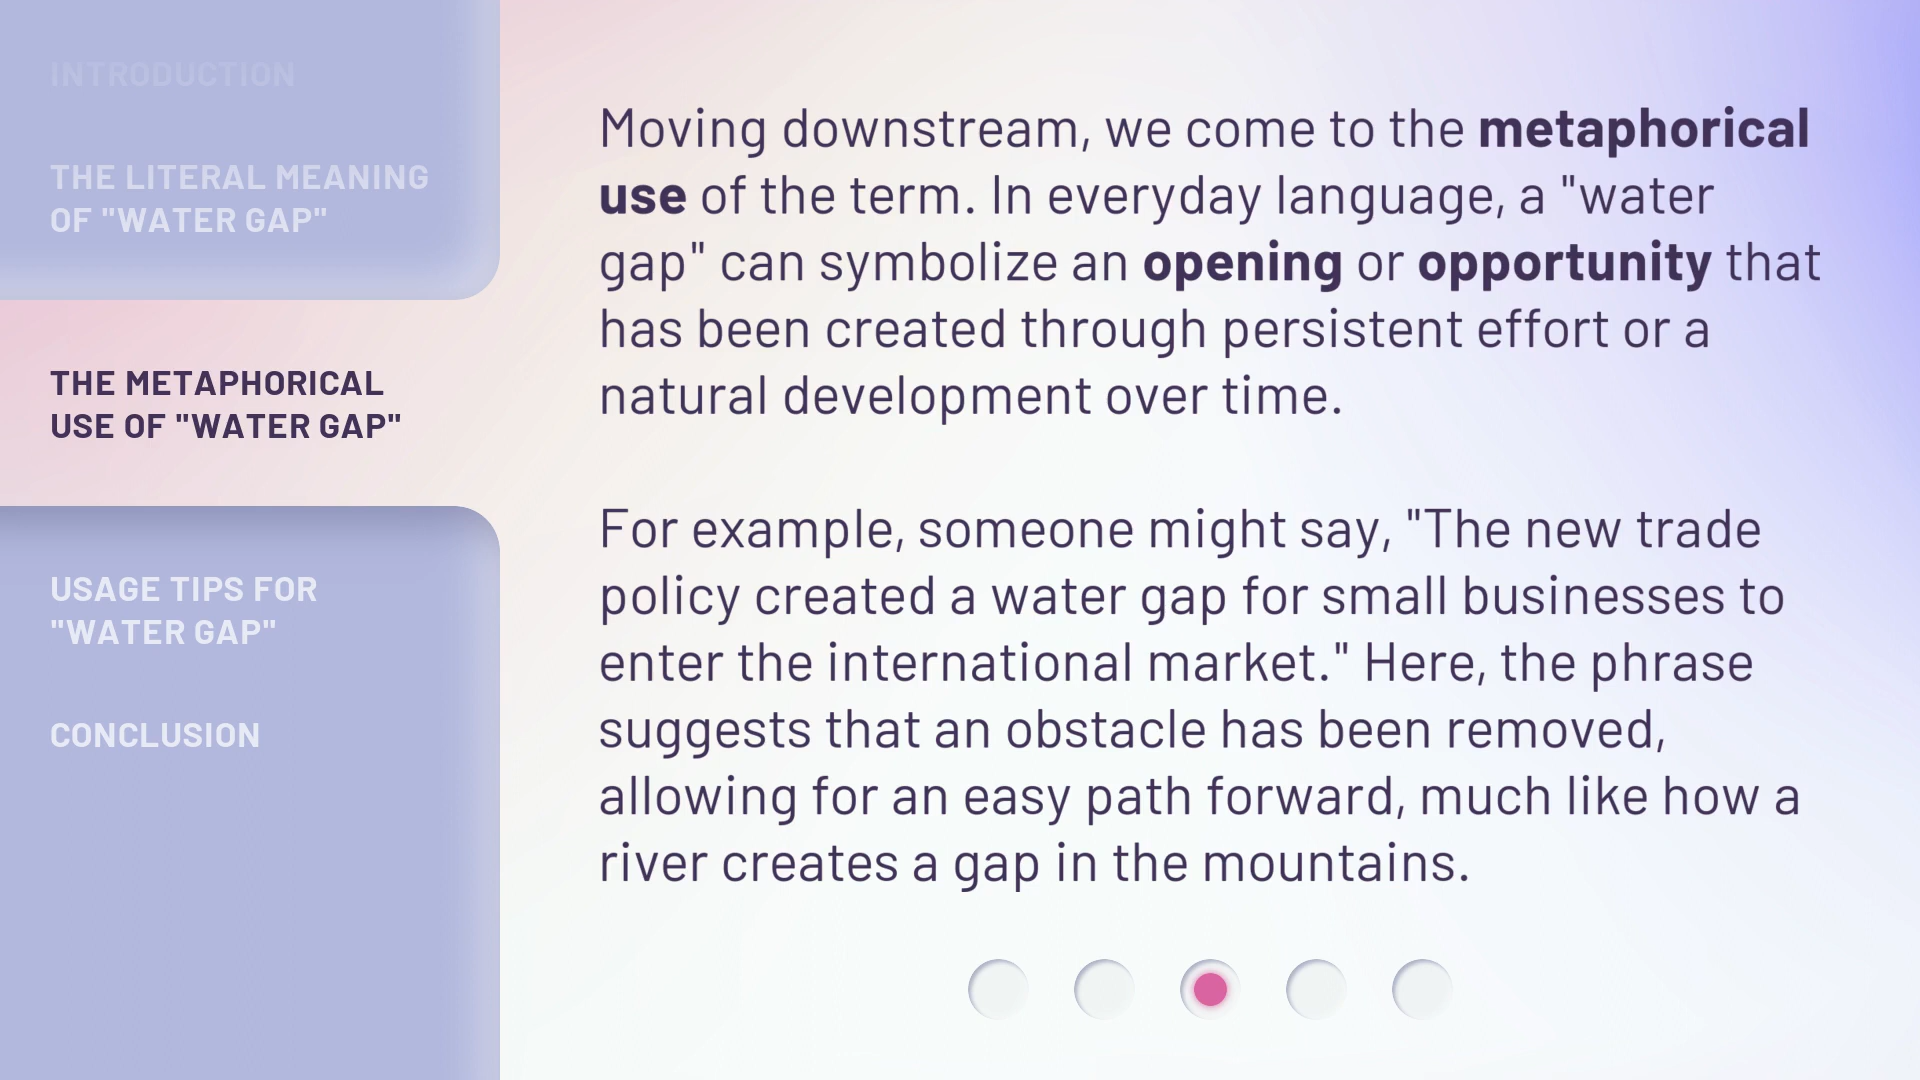 INTRODUCTION
THE LITERAL MEANING
OF "WATER GAP"
THE METAPHORICAL
USE OF "WATER GAP"
USAGE TIPS FOR
"WATER GAP"
CONCLUSION
Moving downstream, we come to the metaphorical
use of the term. In everyday language, a "water
gap" can symbolize an opening or opportunity that
has been created through persistent effort or a
natural development over time.
For example, someone might say, "The new trade
policy created a water gap for small businesses to
enter the international market." Here, the phrase
suggests that an obstacle has been removed,
allowing for an easy path forward, much like how a
river creates a gap in the mountains.